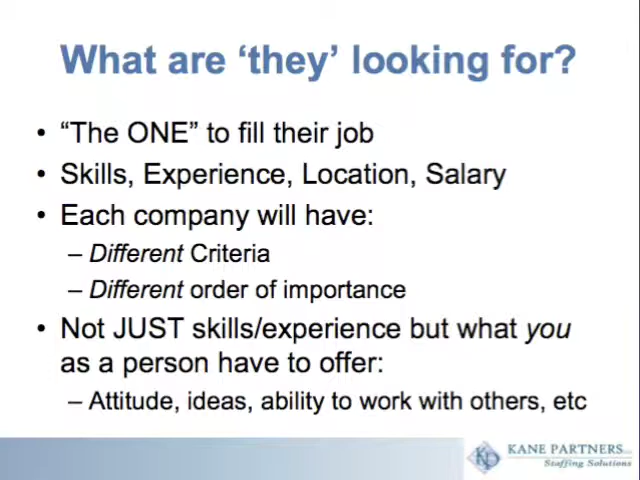 What are ‘they’ looking for?
• “The ONE” to fill their job
• Skills, Experience, Location, Salary
• Each company will have:
– Different Criteria
– Different order of importance
• Not JUST skills/experience but what you
as a person have to offer:
– Attitude, ideas, ability to work with others, etc
KANE PARTNERS
Staffing Solutions